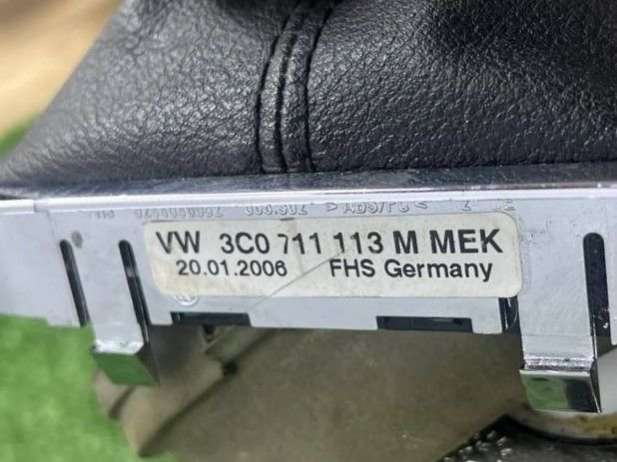 VW 3C0 711 113 M MEK
20.01.2006 FHS Germany